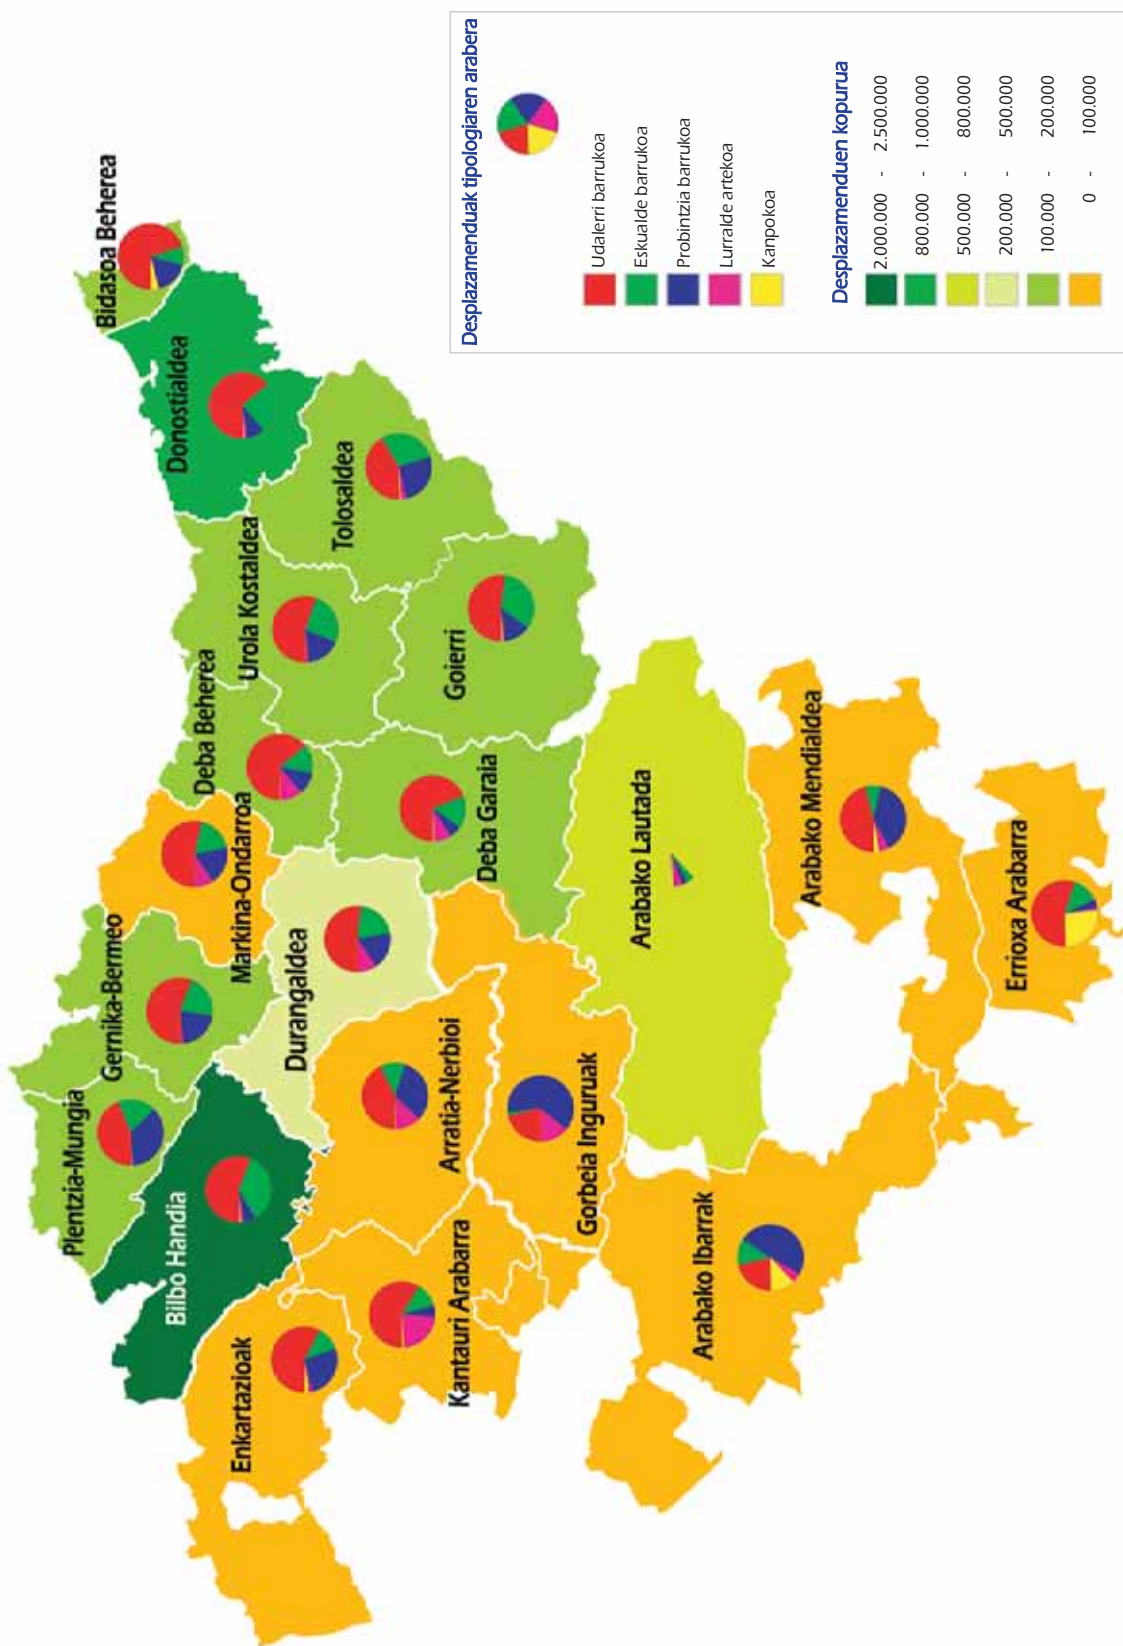 Bidasoa Beherea
Donostialdea
Tolosaldea
Urola Kostaldea
Goierri
Deba Beherea
Deba Garaia
Markina-Ondarroa
Gernika-Bermeo
Durangaldea
Plentzia-Mungia
Bilbo Handia
Arratia-Nerbioi
Enkartazioak
Kantauri Arabarra
Gorbeia Inguruak
Arabako Lautada
Arabako Ibarrak
Arabako Mendialdea
Errioxa Arabarra
Desplazamenduak tipologiaren arabera
Udalerri barrukoa
Eskualde barrukoa
Probintzia barrukoa
Lurralde artekoa
Kanpokoa
Desplazamenduen kopurua
2.000.000 - 2.500.000
800.000 - 1.000.000
500.000 - 800.000
200.000 - 500.000
100.000 - 200.000
0 - 100.000